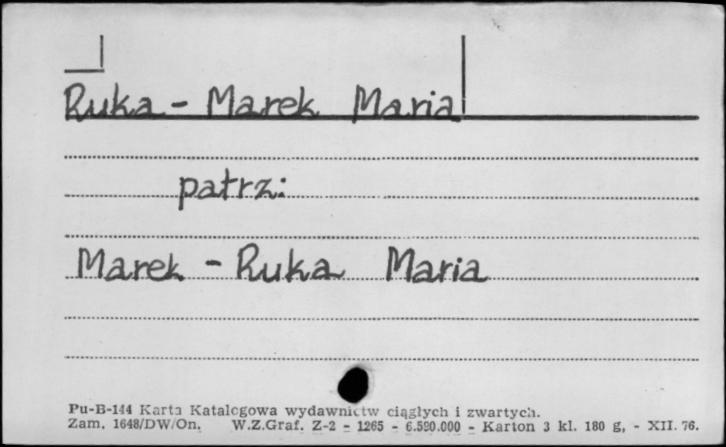 Ruka - Marek Maria
patrz:
Marek - Ruka Maria
Pu-B-144 Karta Katalogowa wydawnictw ciągłych i zwartych.
Zam. 1648/DW/On. W.Z.Graf. Z-2 - 1265 - 6.590.000 - Karton 3 kl. 180 g, - XII. 76.